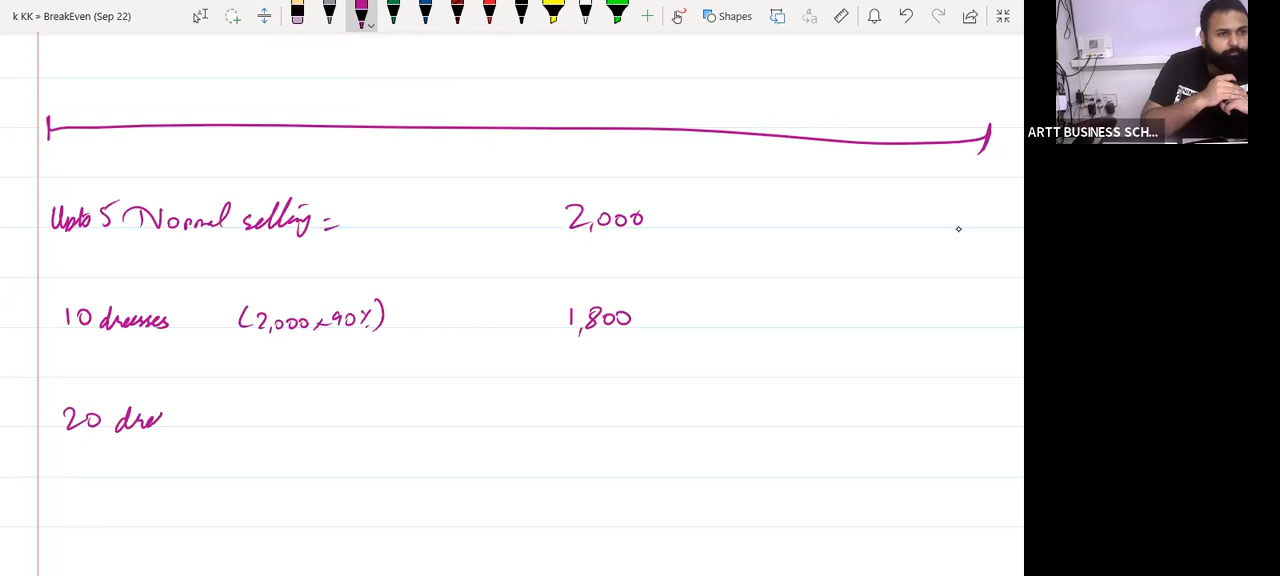 k KK » BreakEven (Sep 22)
Shapes
ARTT BUSINESS SCH...
Upto 5 Normal selling = 2,000
10 dresses (2,000 x 90%) 1,800
20 dre